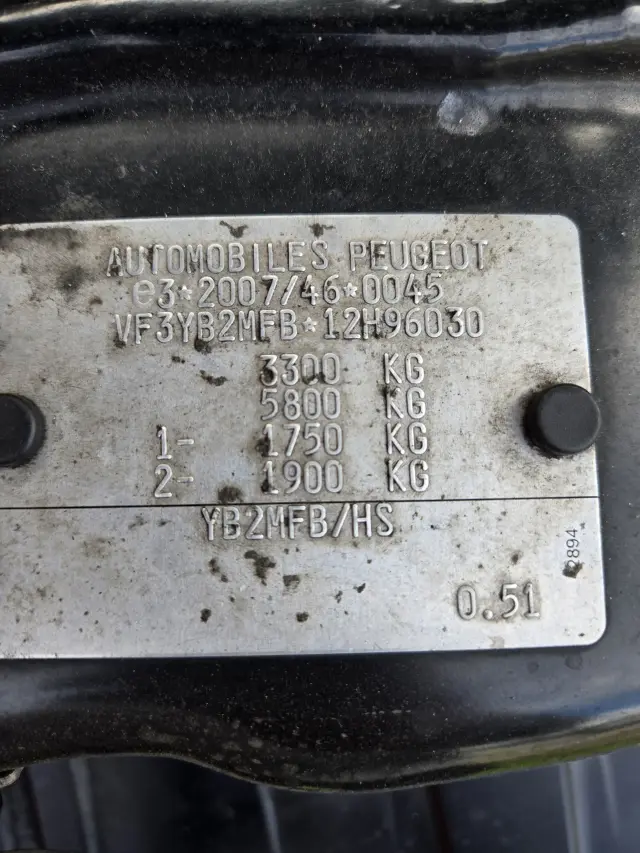 AUTOMOBILES PEUGEOT
e3*2007/46*0045
VF3YB2MFB*12H96030
3300 KG
5800 KG
1- 1750 KG
2- 1900 KG
YB2MFB/HS
2894
0.51